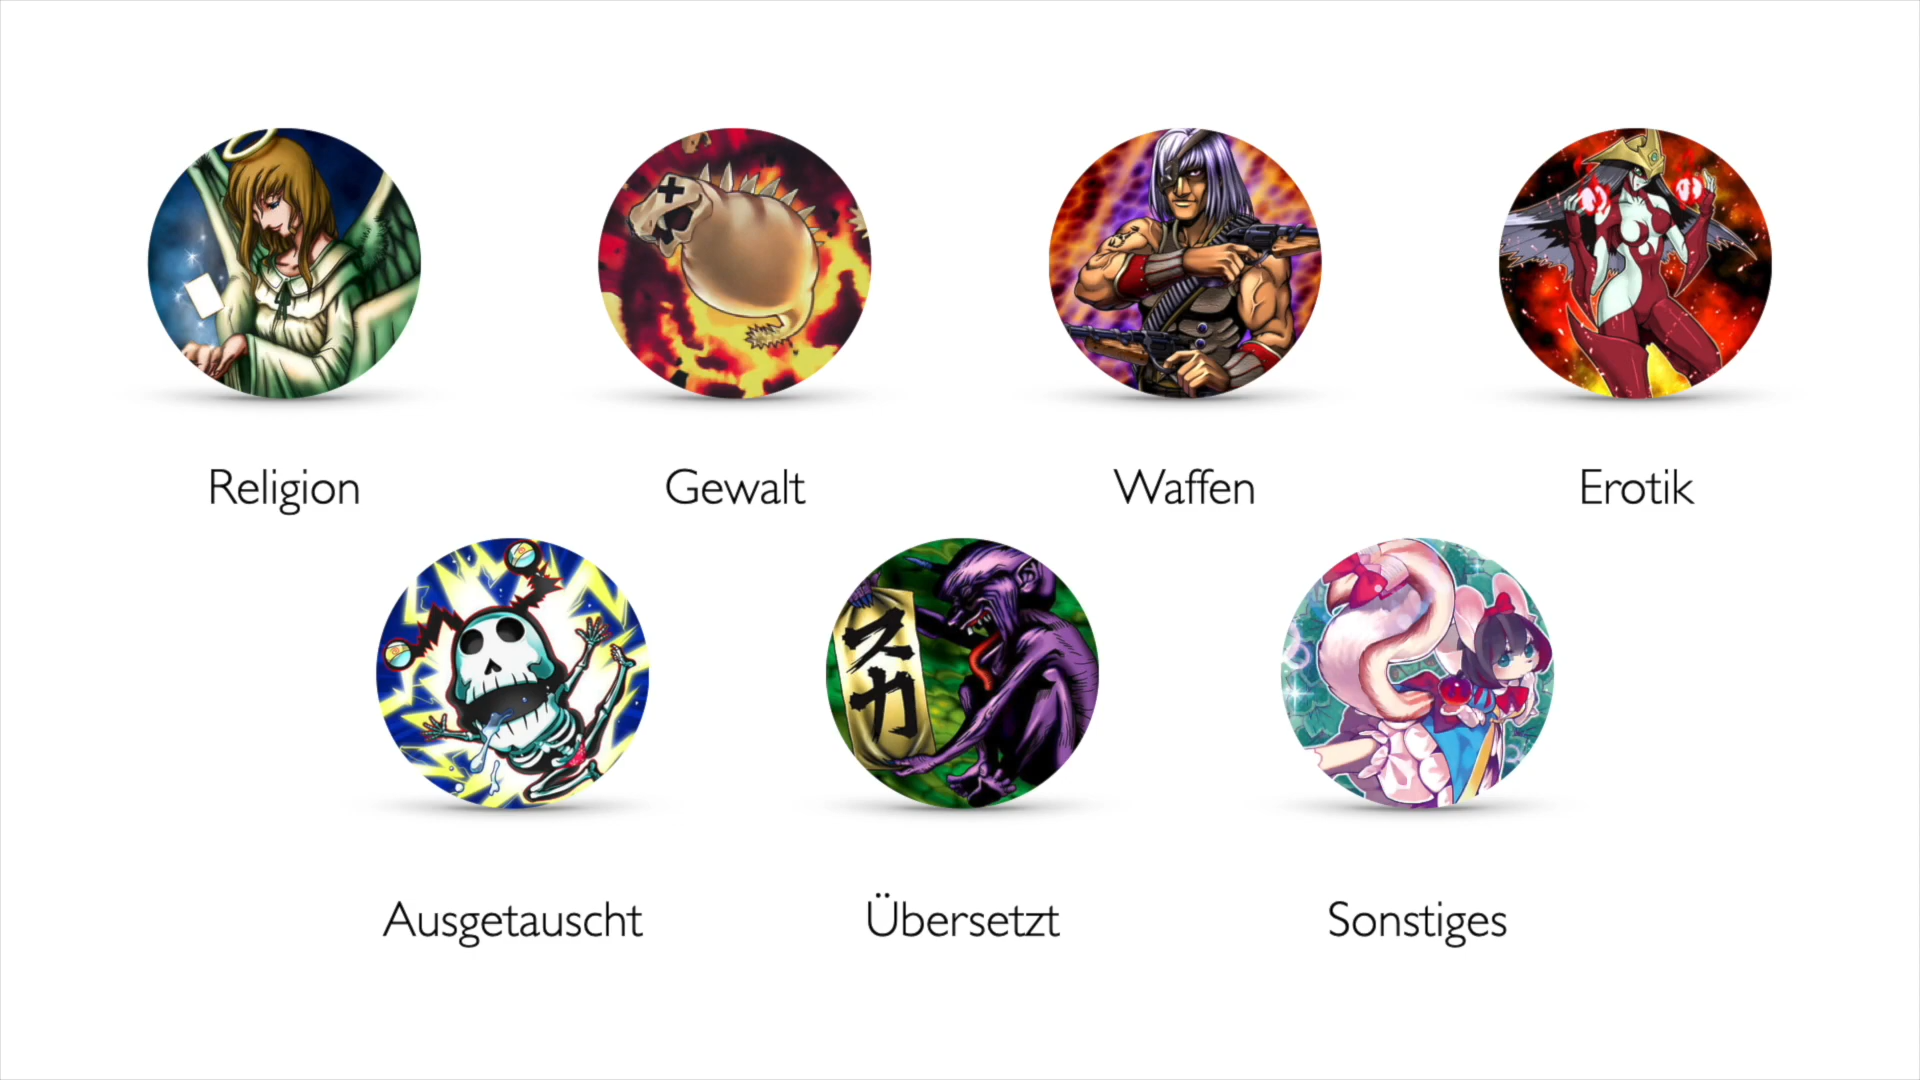 Religion
Gewalt
Waffen
Erotik
スカ
Ausgetauscht
Übersetzt
Sonstiges